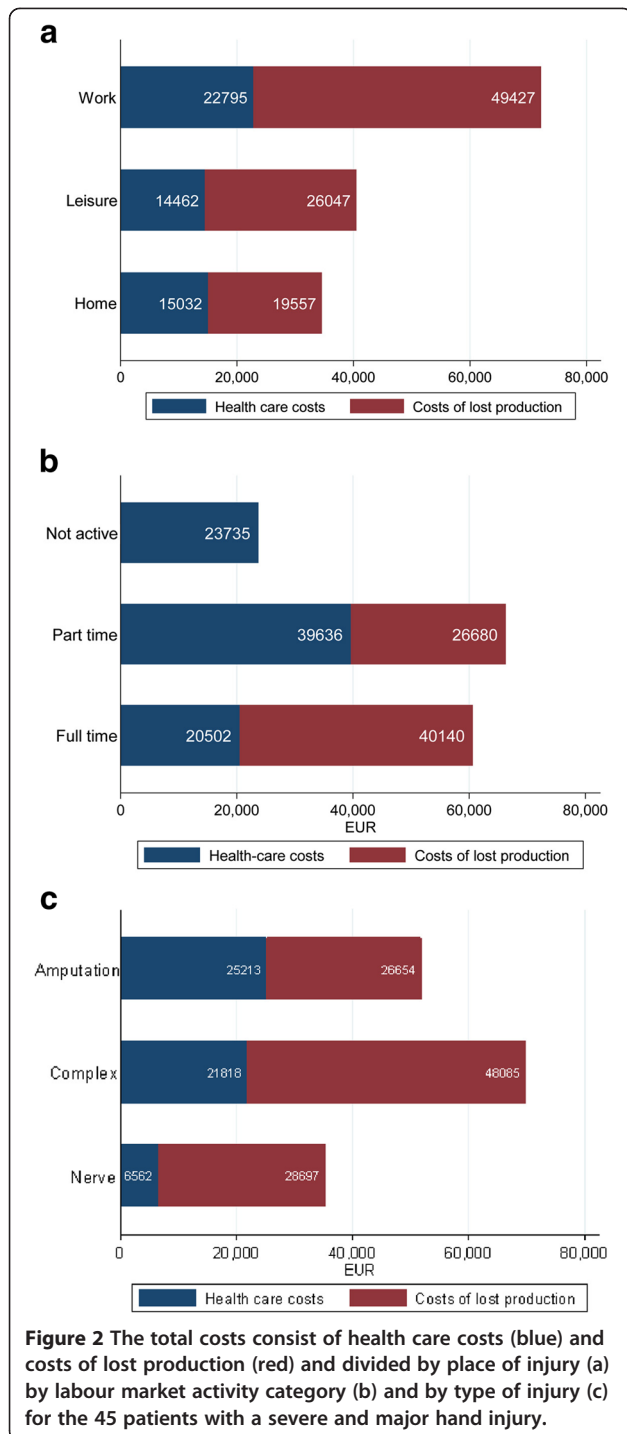 a
Work 22795 49427
Leisure 14462 26047
Home 15032 19557
0 20,000 40,000 60,000 80,000
Health care costs Costs of lost production
b
Not active 23735
Part time 39636 26680
Full time 20502 40140
0 20,000 40,000 60,000 80,000
EUR
Health-care costs Costs of lost production
c
Amputation 25213 26654
Complex 21818 48085
Nerve 6562 28697
0 20,000 40,000 60,000 80,000
EUR
Health care costs Costs of lost production
Figure 2 The total costs consist of health care costs (blue) and
costs of lost production (red) and divided by place of injury (a)
by labour market activity category (b) and by type of injury (c)
for the 45 patients with a severe and major hand injury.